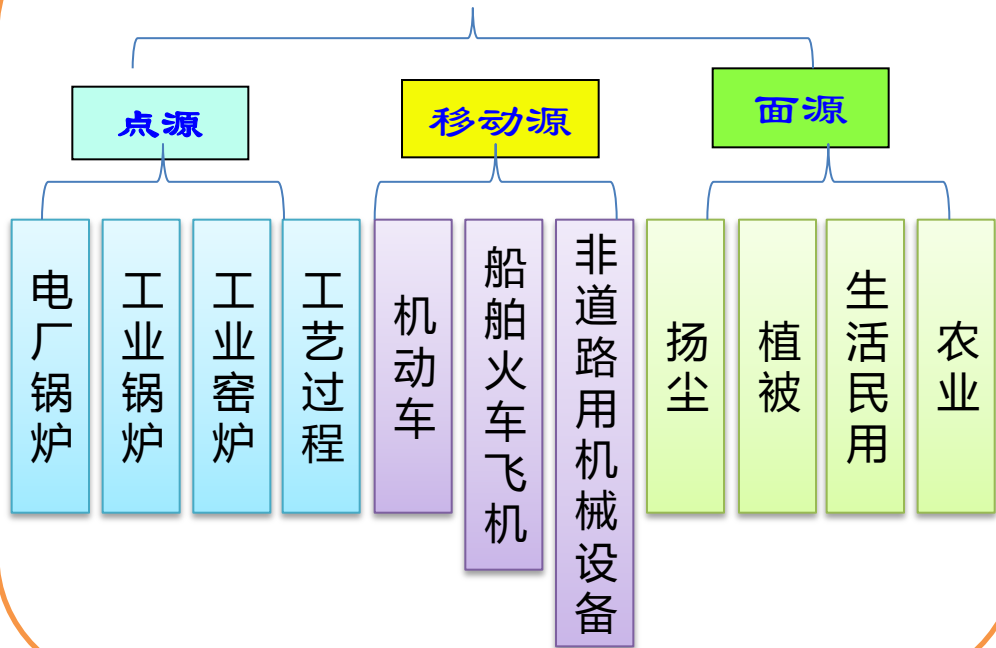 点源
移动源
面源
电厂锅炉
工业锅炉
工业窑炉
工艺过程
机动车
船舶火车飞机
非道路用机械设备
扬尘
植被
生活民用
农业